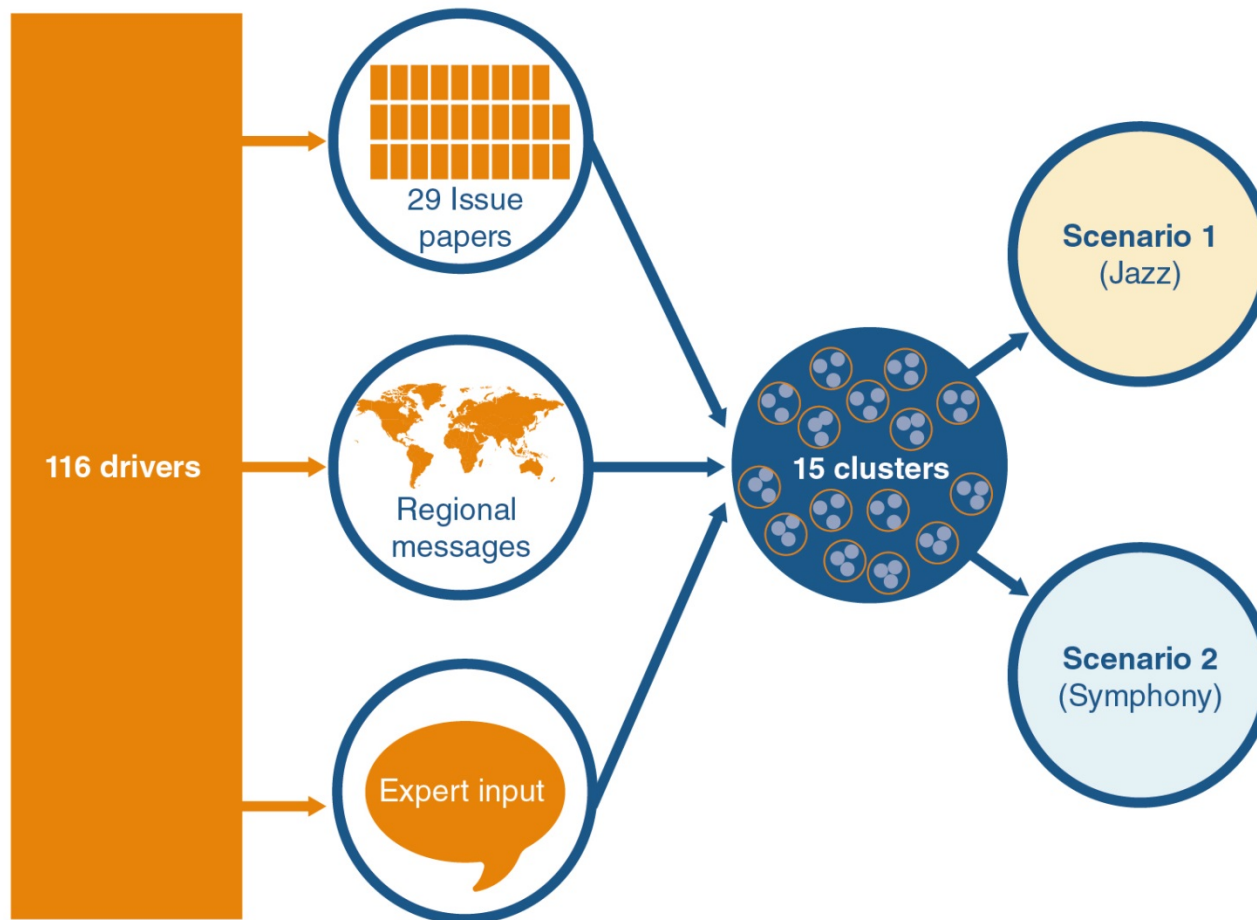 116 drivers
29 Issue
papers
Regional
messages
Expert input
15 clusters
Scenario 1
(Jazz)
Scenario 2
(Symphony)